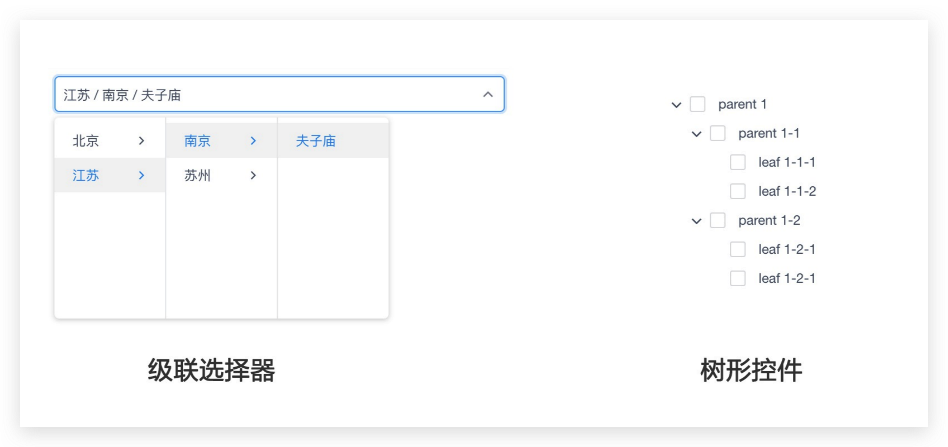 江苏 / 南京 / 夫子庙
北京
南京
夫子庙
江苏
苏州
级联选择器
parent 1
parent 1-1
leaf 1-1-1
leaf 1-1-2
parent 1-2
leaf 1-2-1
leaf 1-2-1
树形控件